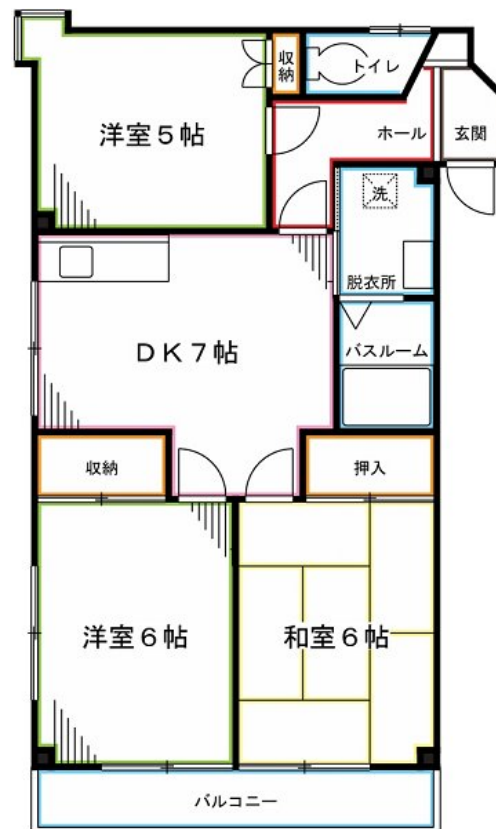 収納
トイレ
洋室5帖
ホール
玄関
洗
脱衣所
DK7帖
バスルーム
収納
押入
洋室6帖
和室6帖
バルコニー